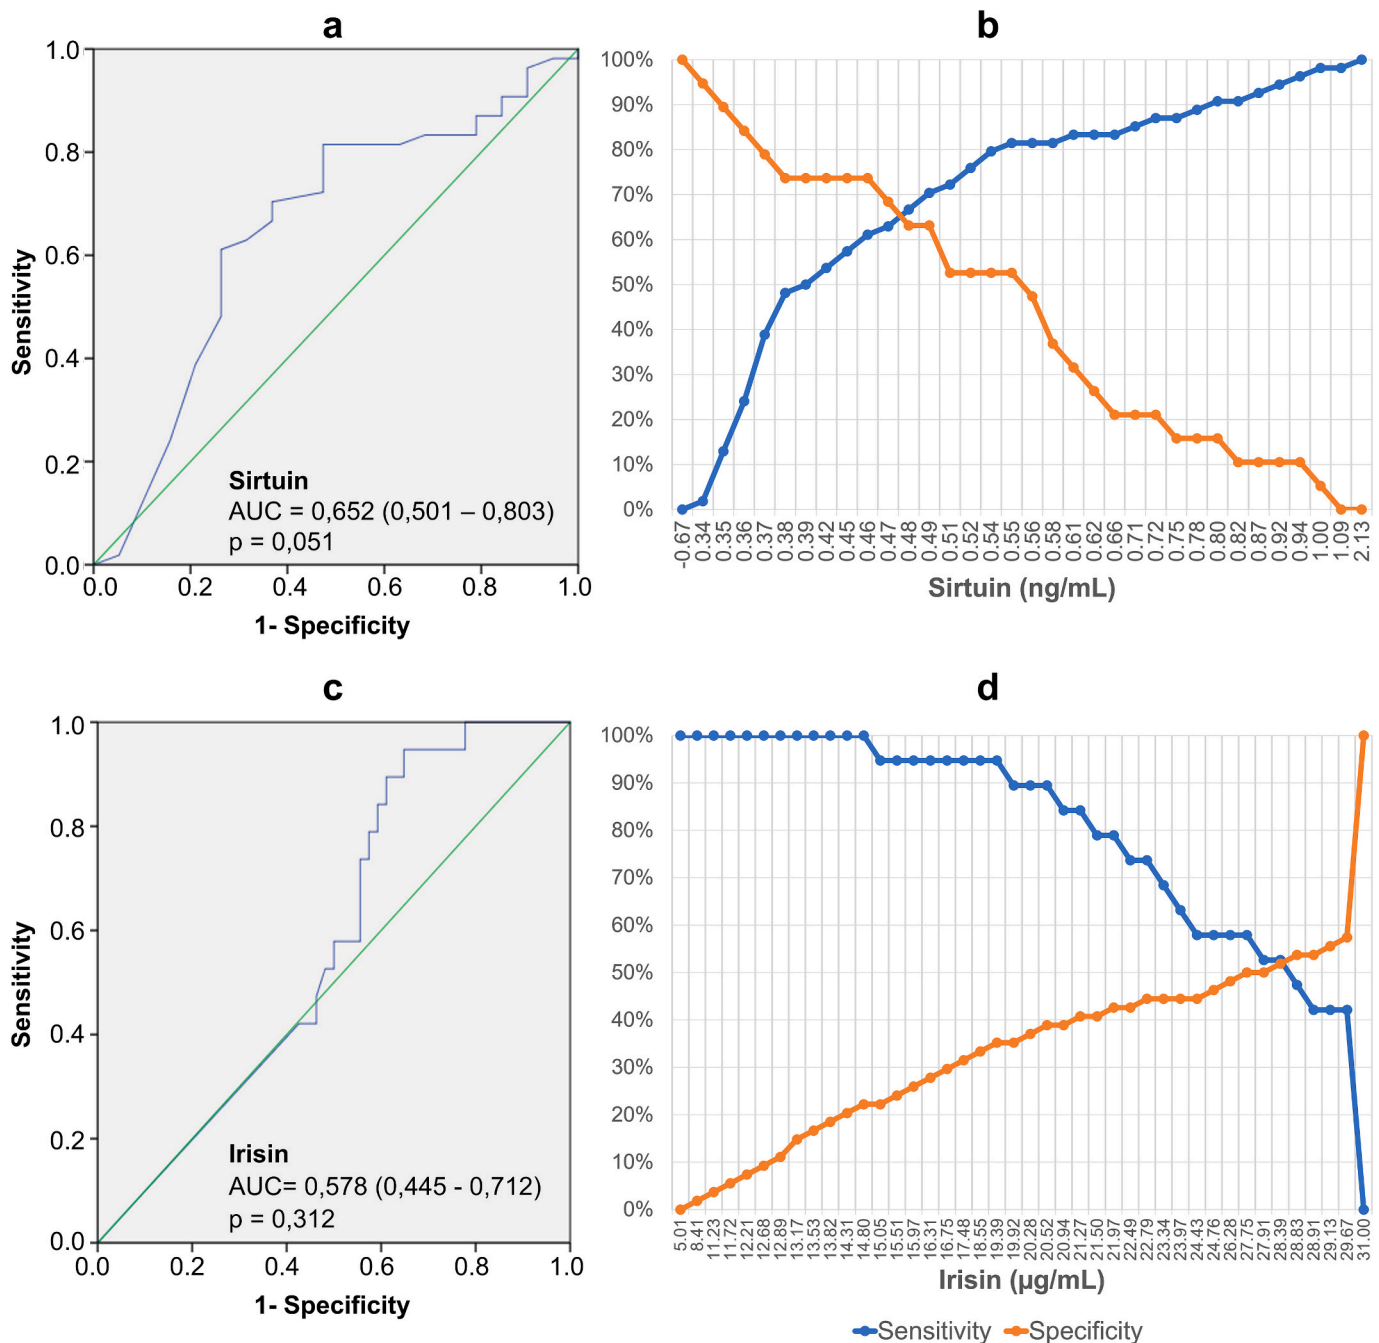 a
1.0
0.8
0.6
0.4
0.2
0.0
Sensitivity
Sirtuin
AUC = 0,652 (0,501 – 0,803)
p = 0,051
0.0 0.2 0.4 0.6 0.8 1.0
1- Specificity
b
100%
90%
80%
70%
60%
50%
40%
30%
20%
10%
0%
-0.67 0.34 0.35 0.36 0.37 0.38 0.39 0.42 0.45 0.46 0.47 0.48 0.49 0.51 0.52 0.54 0.55 0.56 0.58 0.61 0.62 0.66 0.71 0.72 0.75 0.78 0.80 0.82 0.87 0.92 0.94 1.00 1.09 2.13
Sirtuin (ng/mL)
c
1.0
0.8
0.6
0.4
0.2
0.0
Sensitivity
Irisin
AUC= 0,578 (0,445 - 0,712)
p = 0,312
0.0 0.2 0.4 0.6 0.8 1.0
1- Specificity
d
100%
90%
80%
70%
60%
50%
40%
30%
20%
10%
0%
5.01 8.41 11.23 11.72 12.21 12.68 12.89 13.17 13.53 13.82 14.31 14.80 15.05 15.51 15.97 16.31 16.75 17.48 18.55 19.39 19.92 20.28 20.52 20.94 21.27 21.50 21.97 22.49 22.79 23.34 23.97 24.43 24.76 26.28 27.75 27.91 28.39 28.83 28.91 29.13 29.67 31.00
Irisin (µg/mL)
Sensitivity Specificity